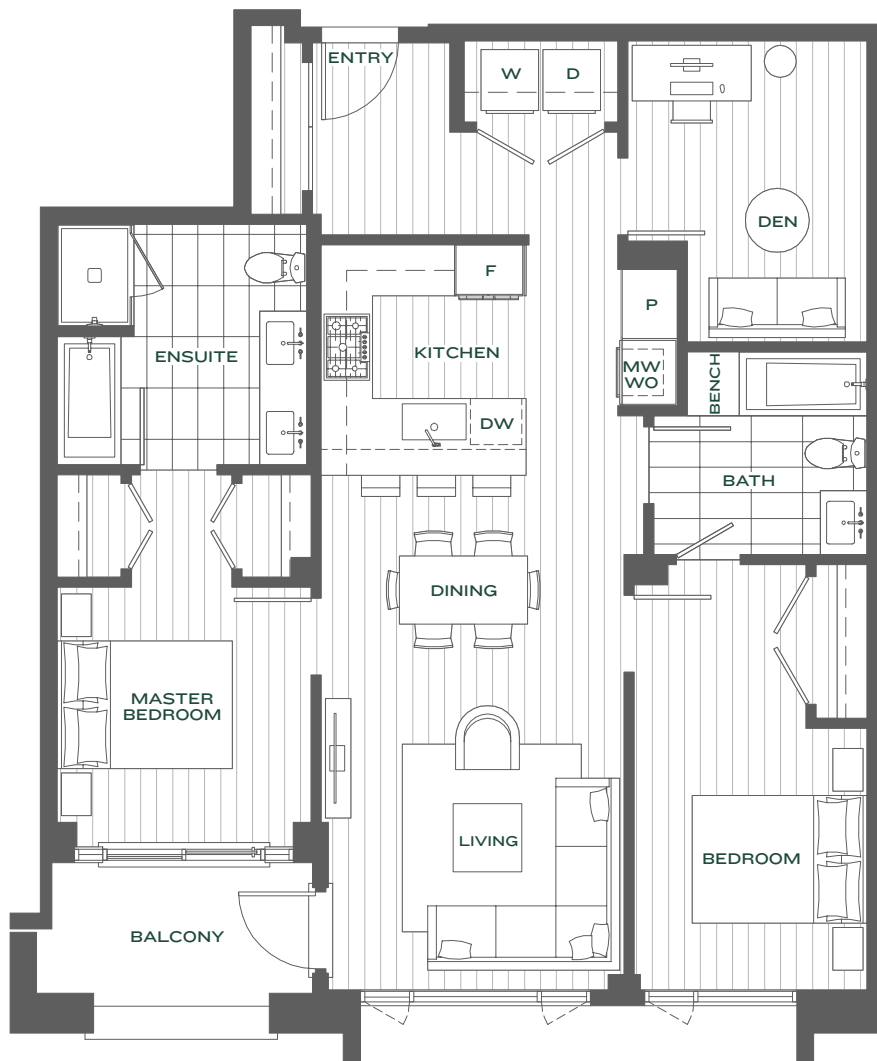 ENTRY
W
D
DEN
F
P
ENSUITE
KITCHEN
MW
WO
BENCH
DW
BATH
DINING
MASTER
BEDROOM
LIVING
BEDROOM
BALCONY